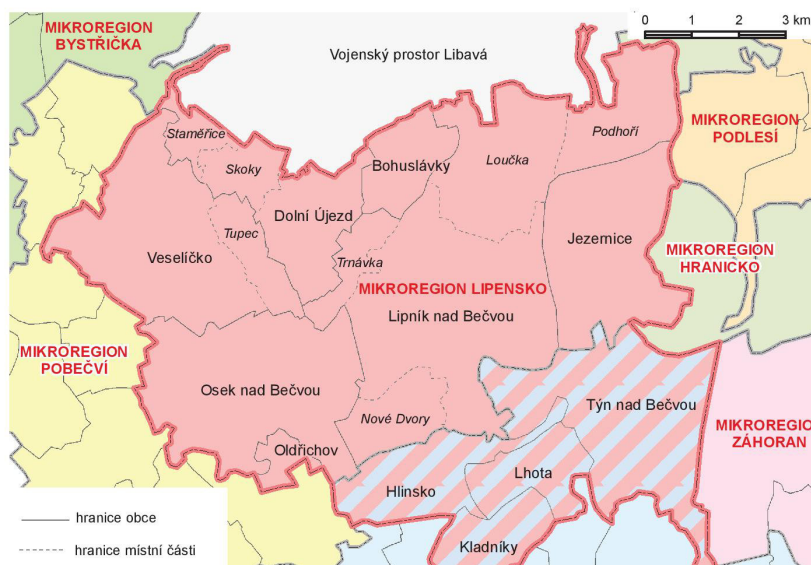 MIKROREGION
BYSTŘIČKA
Vojenský prostor Libavá
0 1 2 3 km
Staměřice
Skoky
Bohuslávky
Loučka
Podhoří
MIKROREGION
PODLESÍ
Dolní Újezd
Tupec
Veselíčko
Trnávka
Jezernice
MIKROREGION
HRANICKO
MIKROREGION LIPENSKO
Lipník nad Bečvou
MIKROREGION
POBEČVÍ
Osek nad Bečvou
Týn nad Bečvou
Nové Dvory
MIKROREGIO
ZÁHORAN
Oldřichov
Lhota
Hlinsko
Kladníky
hranice obce
hranice místní části